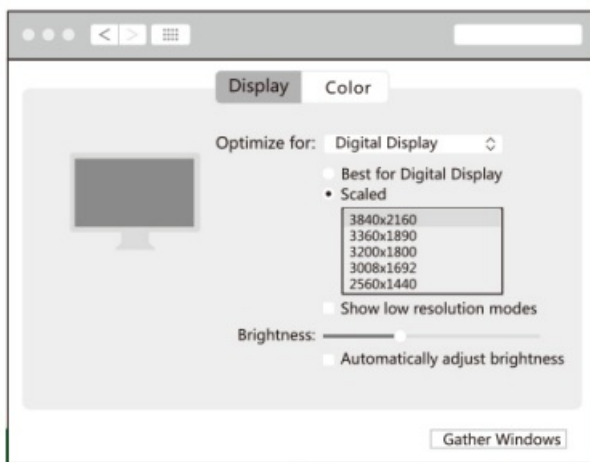 Display Color
Optimize for: Digital Display
Best for Digital Display
Scaled
3840x2160
3360x1890
3200x1800
3008x1692
2560x1440
Show low resolution modes
Brightness:
Automatically adjust brightness
Gather Windows